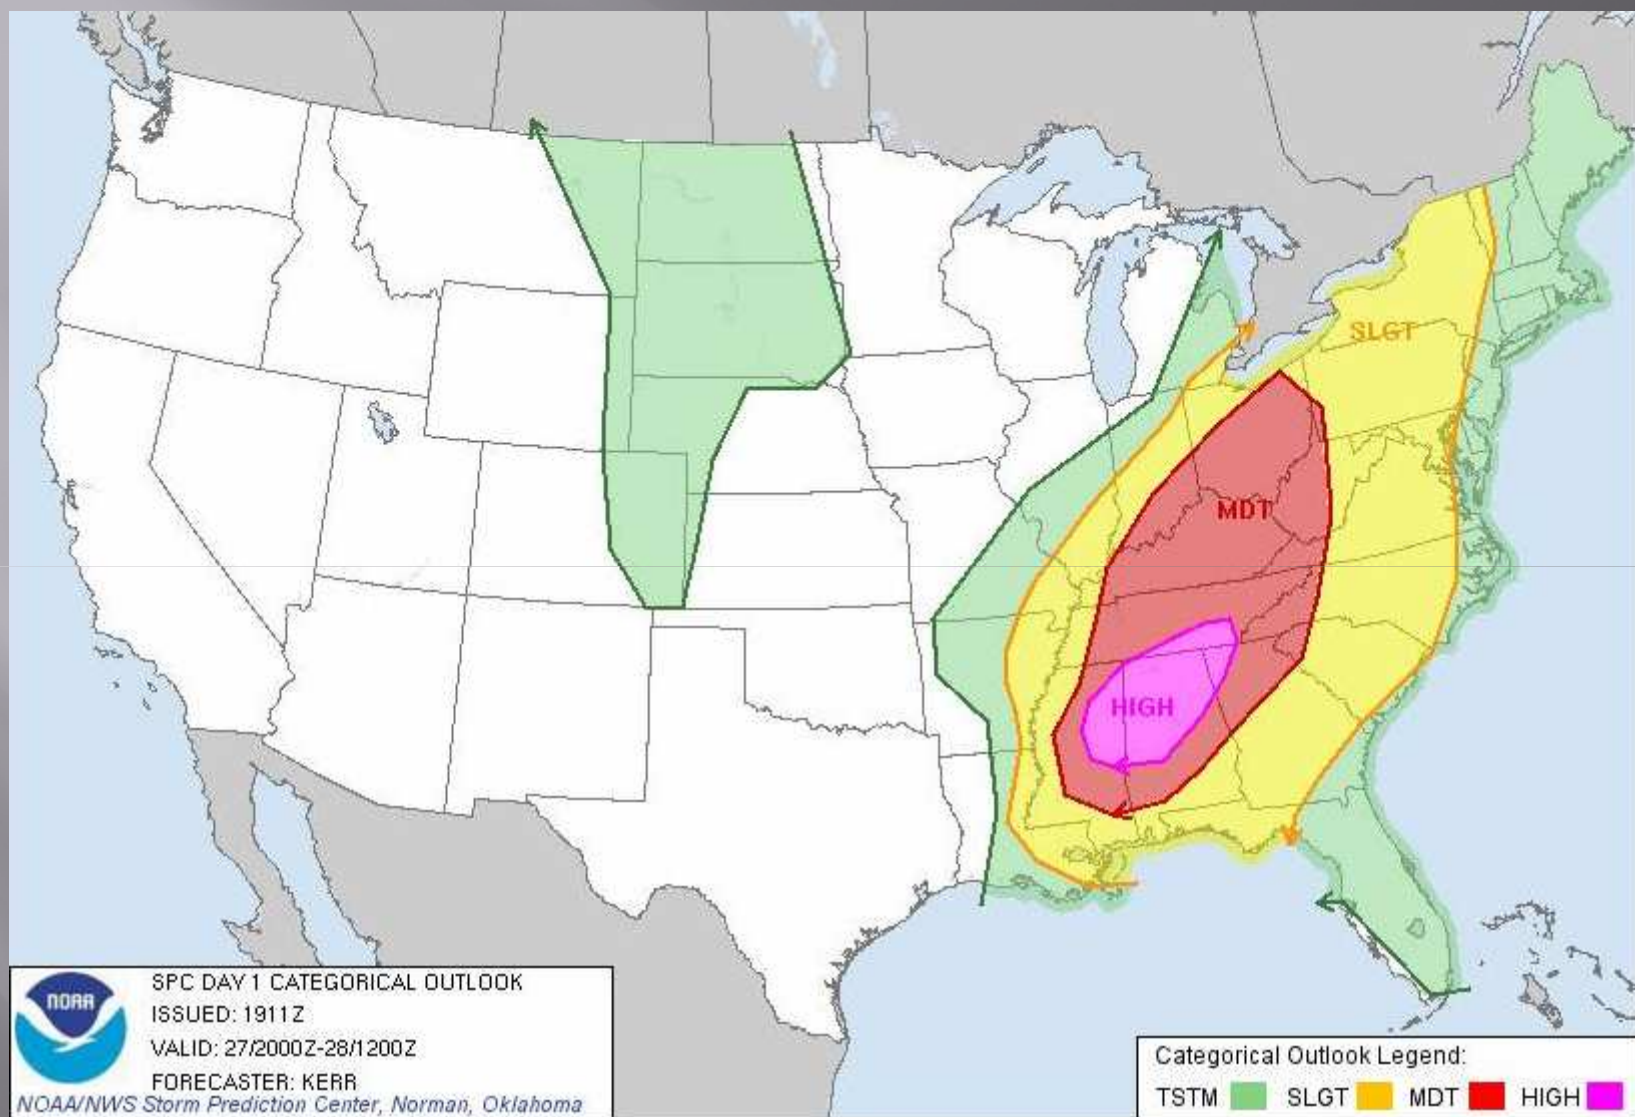 SLGT
MDT
HIGH
NOAA
SPC DAY 1 CATEGORICAL OUTLOOK
ISSUED: 1911Z
VALID: 27/2000Z-28/1200Z
FORECASTER: KERR
NOAA/NWS Storm Prediction Center, Norman, Oklahoma
Categorical Outlook Legend:
TSTM SLGT MDT HIGH